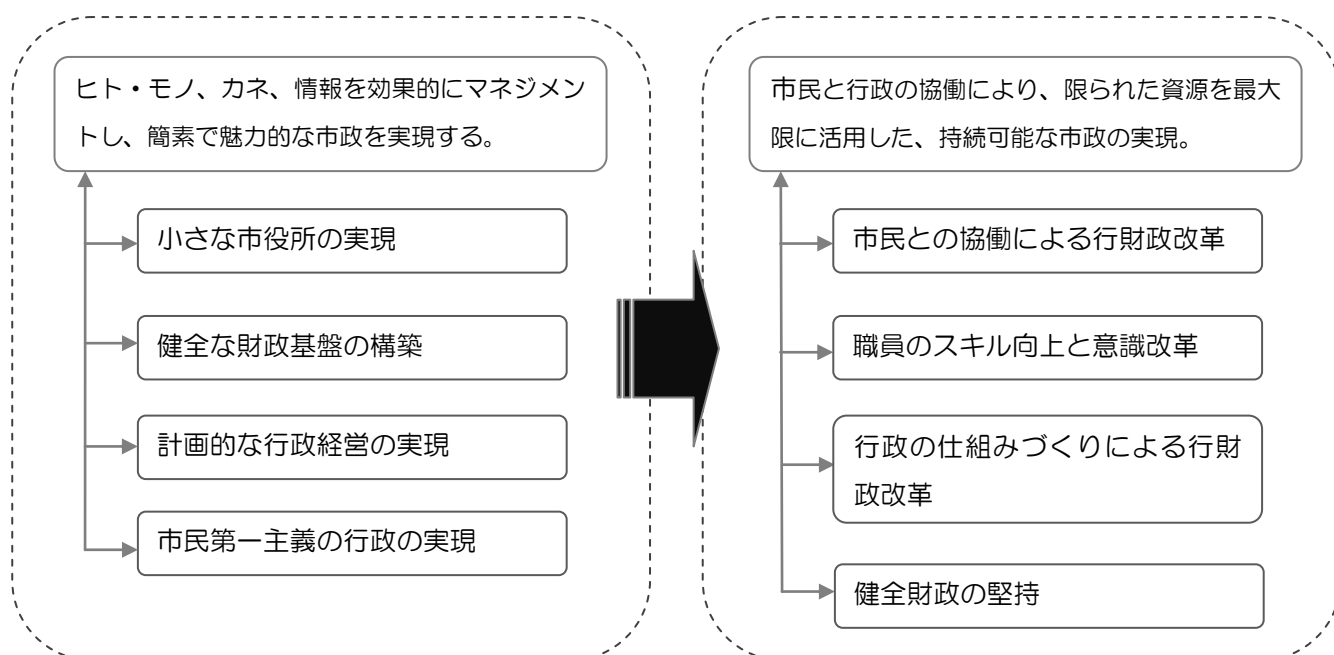 ヒト・モノ、カネ、情報を効果的にマネジメン
トし、簡素で魅力的な市政を実現する。
小さな市役所の実現
健全な財政基盤の構築
計画的な行政経営の実現
市民第一主義の行政の実現
市民と行政の協働により、限られた資源を最大
限に活用した、持続可能な市政の実現。
市民との協働による行財政改革
職員のスキル向上と意識改革
行政の仕組みづくりによる行財
政改革
健全財政の堅持